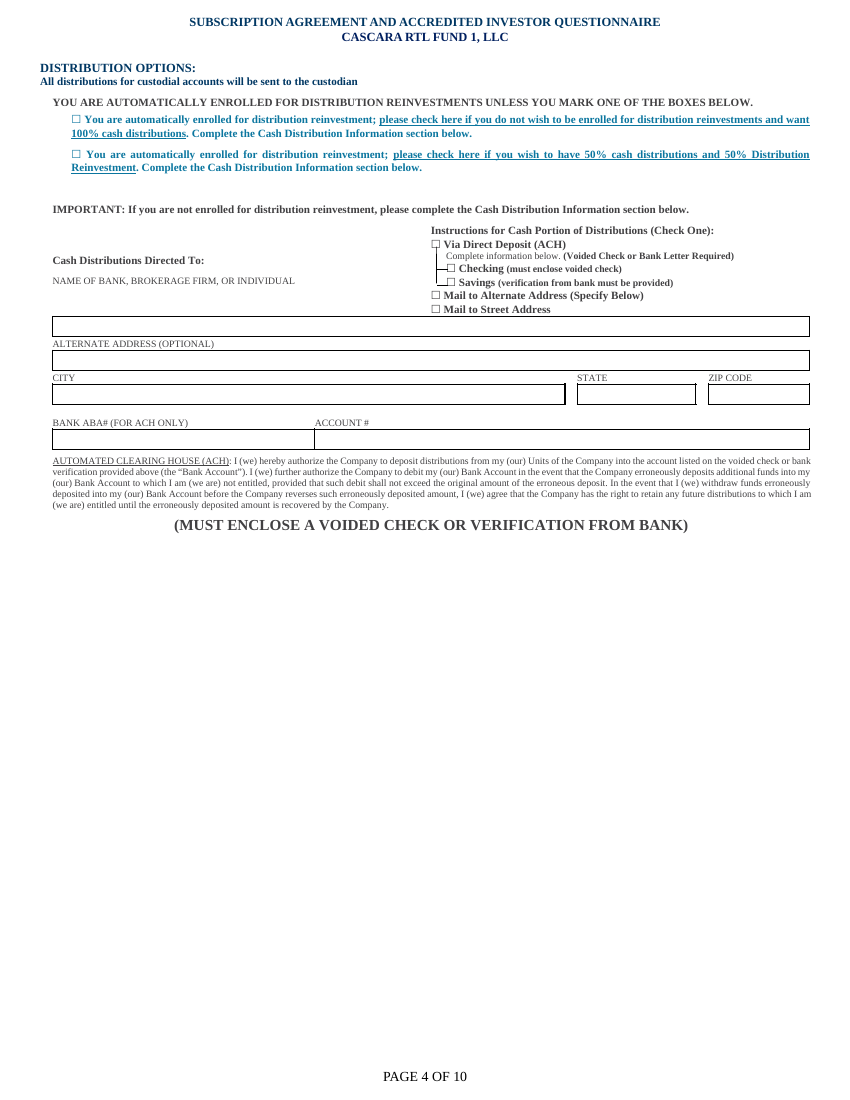 SUBSCRIPTION AGREEMENT AND ACCREDITED INVESTOR QUESTIONNAIRE
CASCARA RTL FUND 1, LLC
DISTRIBUTION OPTIONS:
All distributions for custodial accounts will be sent to the custodian
YOU ARE AUTOMATICALLY ENROLLED FOR DISTRIBUTION REINVESTMENTS UNLESS YOU MARK ONE OF THE BOXES BELOW.
☐ You are automatically enrolled for distribution reinvestment; please check here if you do not wish to be enrolled for distribution reinvestments and want
100% cash distributions. Complete the Cash Distribution Information section below.
☐ You are automatically enrolled for distribution reinvestment; please check here if you wish to have 50% cash distributions and 50% Distribution
Reinvestment. Complete the Cash Distribution Information section below.
IMPORTANT: If you are not enrolled for distribution reinvestment, please complete the Cash Distribution Information section below.
Cash Distributions Directed To:
NAME OF BANK, BROKERAGE FIRM, OR INDIVIDUAL
Instructions for Cash Portion of Distributions (Check One):
☐ Via Direct Deposit (ACH)
Complete information below. (Voided Check or Bank Letter Required)
☐ Checking (must enclose voided check)
☐ Savings (verification from bank must be provided)
☐ Mail to Alternate Address (Specify Below)
☐ Mail to Street Address
ALTERNATE ADDRESS (OPTIONAL)
CITY STATE ZIP CODE
BANK ABA# (FOR ACH ONLY) ACCOUNT #
AUTOMATED CLEARING HOUSE (ACH): I (we) hereby authorize the Company to deposit distributions from my (our) Units of the Company into the account listed on the voided check or bank
verification provided above (the “Bank Account”). I (we) further authorize the Company to debit my (our) Bank Account in the event that the Company erroneously deposits additional funds into my
(our) Bank Account to which I am (we are) not entitled, provided that such debit shall not exceed the original amount of the erroneous deposit. In the event that I (we) withdraw funds erroneously
deposited into my (our) Bank Account before the Company reverses such erroneously deposited amount, I (we) agree that the Company has the right to retain any future distributions to which I am
(we are) entitled until the erroneously deposited amount is recovered by the Company.
(MUST ENCLOSE A VOIDED CHECK OR VERIFICATION FROM BANK)
PAGE 4 OF 10